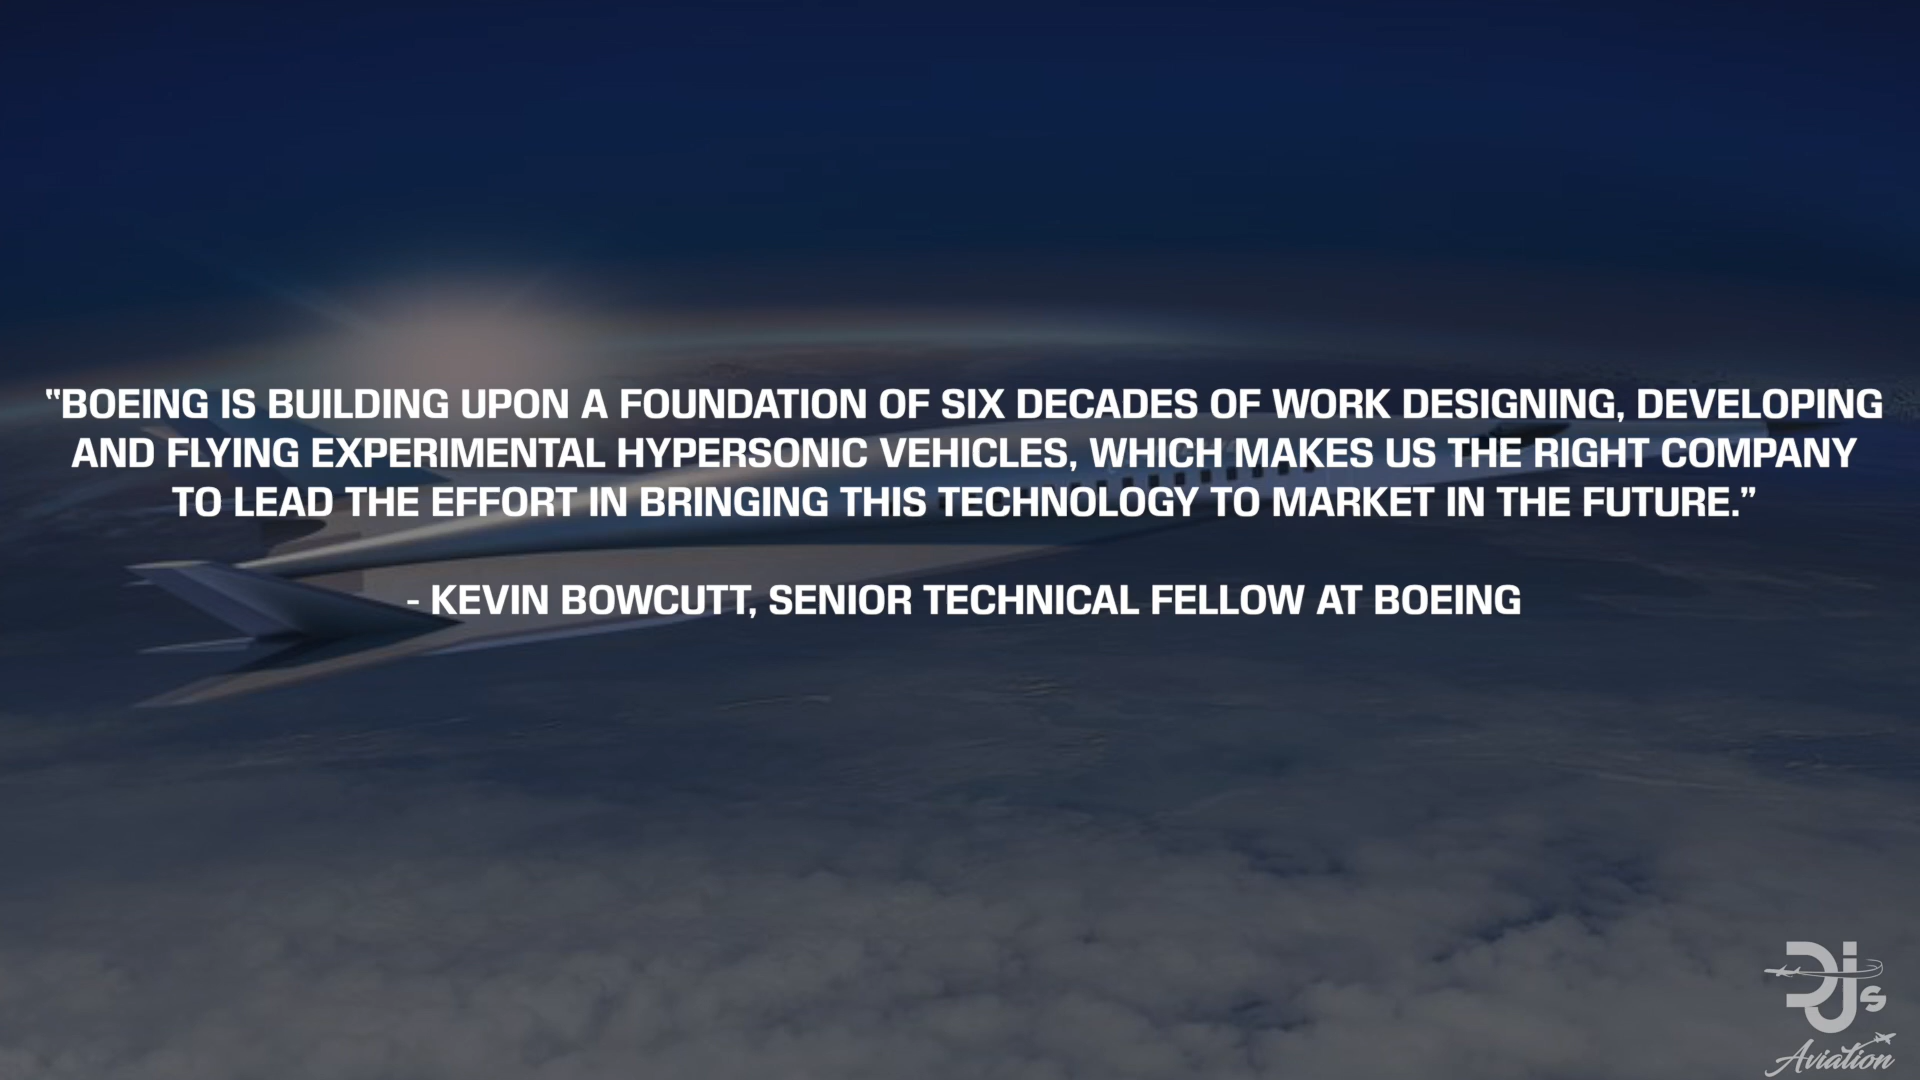 "BOEING IS BUILDING UPON A FOUNDATION OF SIX DECADES OF WORK DESIGNING, DEVELOPING
AND FLYING EXPERIMENTAL HYPERSONIC VEHICLES, WHICH MAKES US THE RIGHT COMPANY
TO LEAD THE EFFORT IN BRINGING THIS TECHNOLOGY TO MARKET IN THE FUTURE."
- KEVIN BOWCUTT, SENIOR TECHNICAL FELLOW AT BOEING
DJs
Aviation